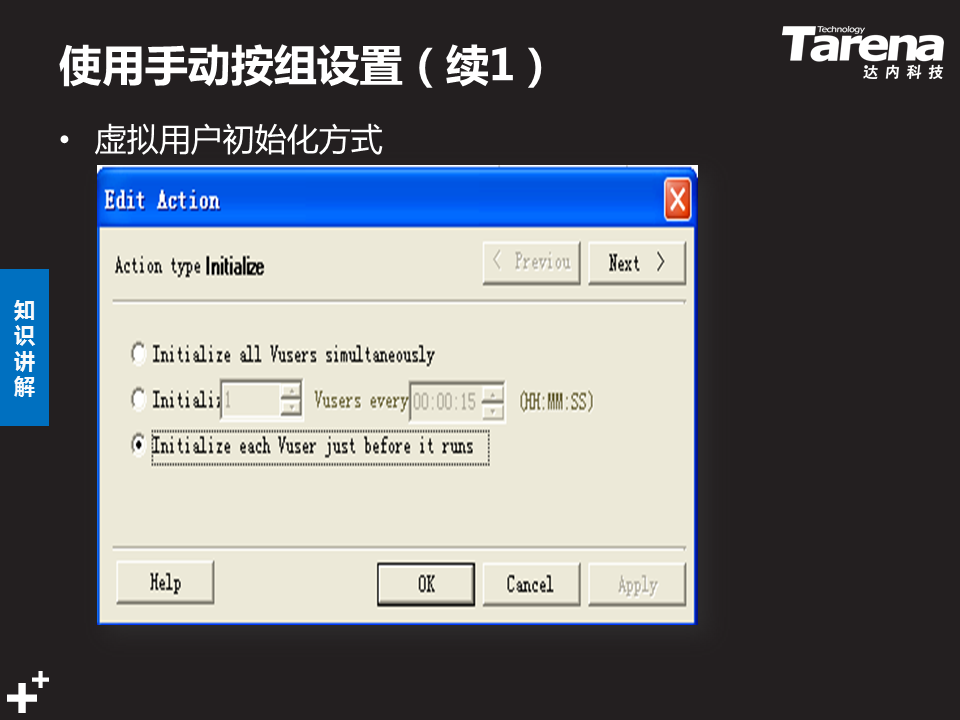 使用手动按组设置（续1）
Technology
Tarena
达内科技
• 虚拟用户初始化方式
Edit Action
Action type Initialize
< Previou
Next >
知识讲解
Initialize all Vusers simultaneously
Initiali 1 Vusers every 00:00:15 (HH:MM:SS)
Initialize each Vuser just before it runs
Help
OK
Cancel
Apply